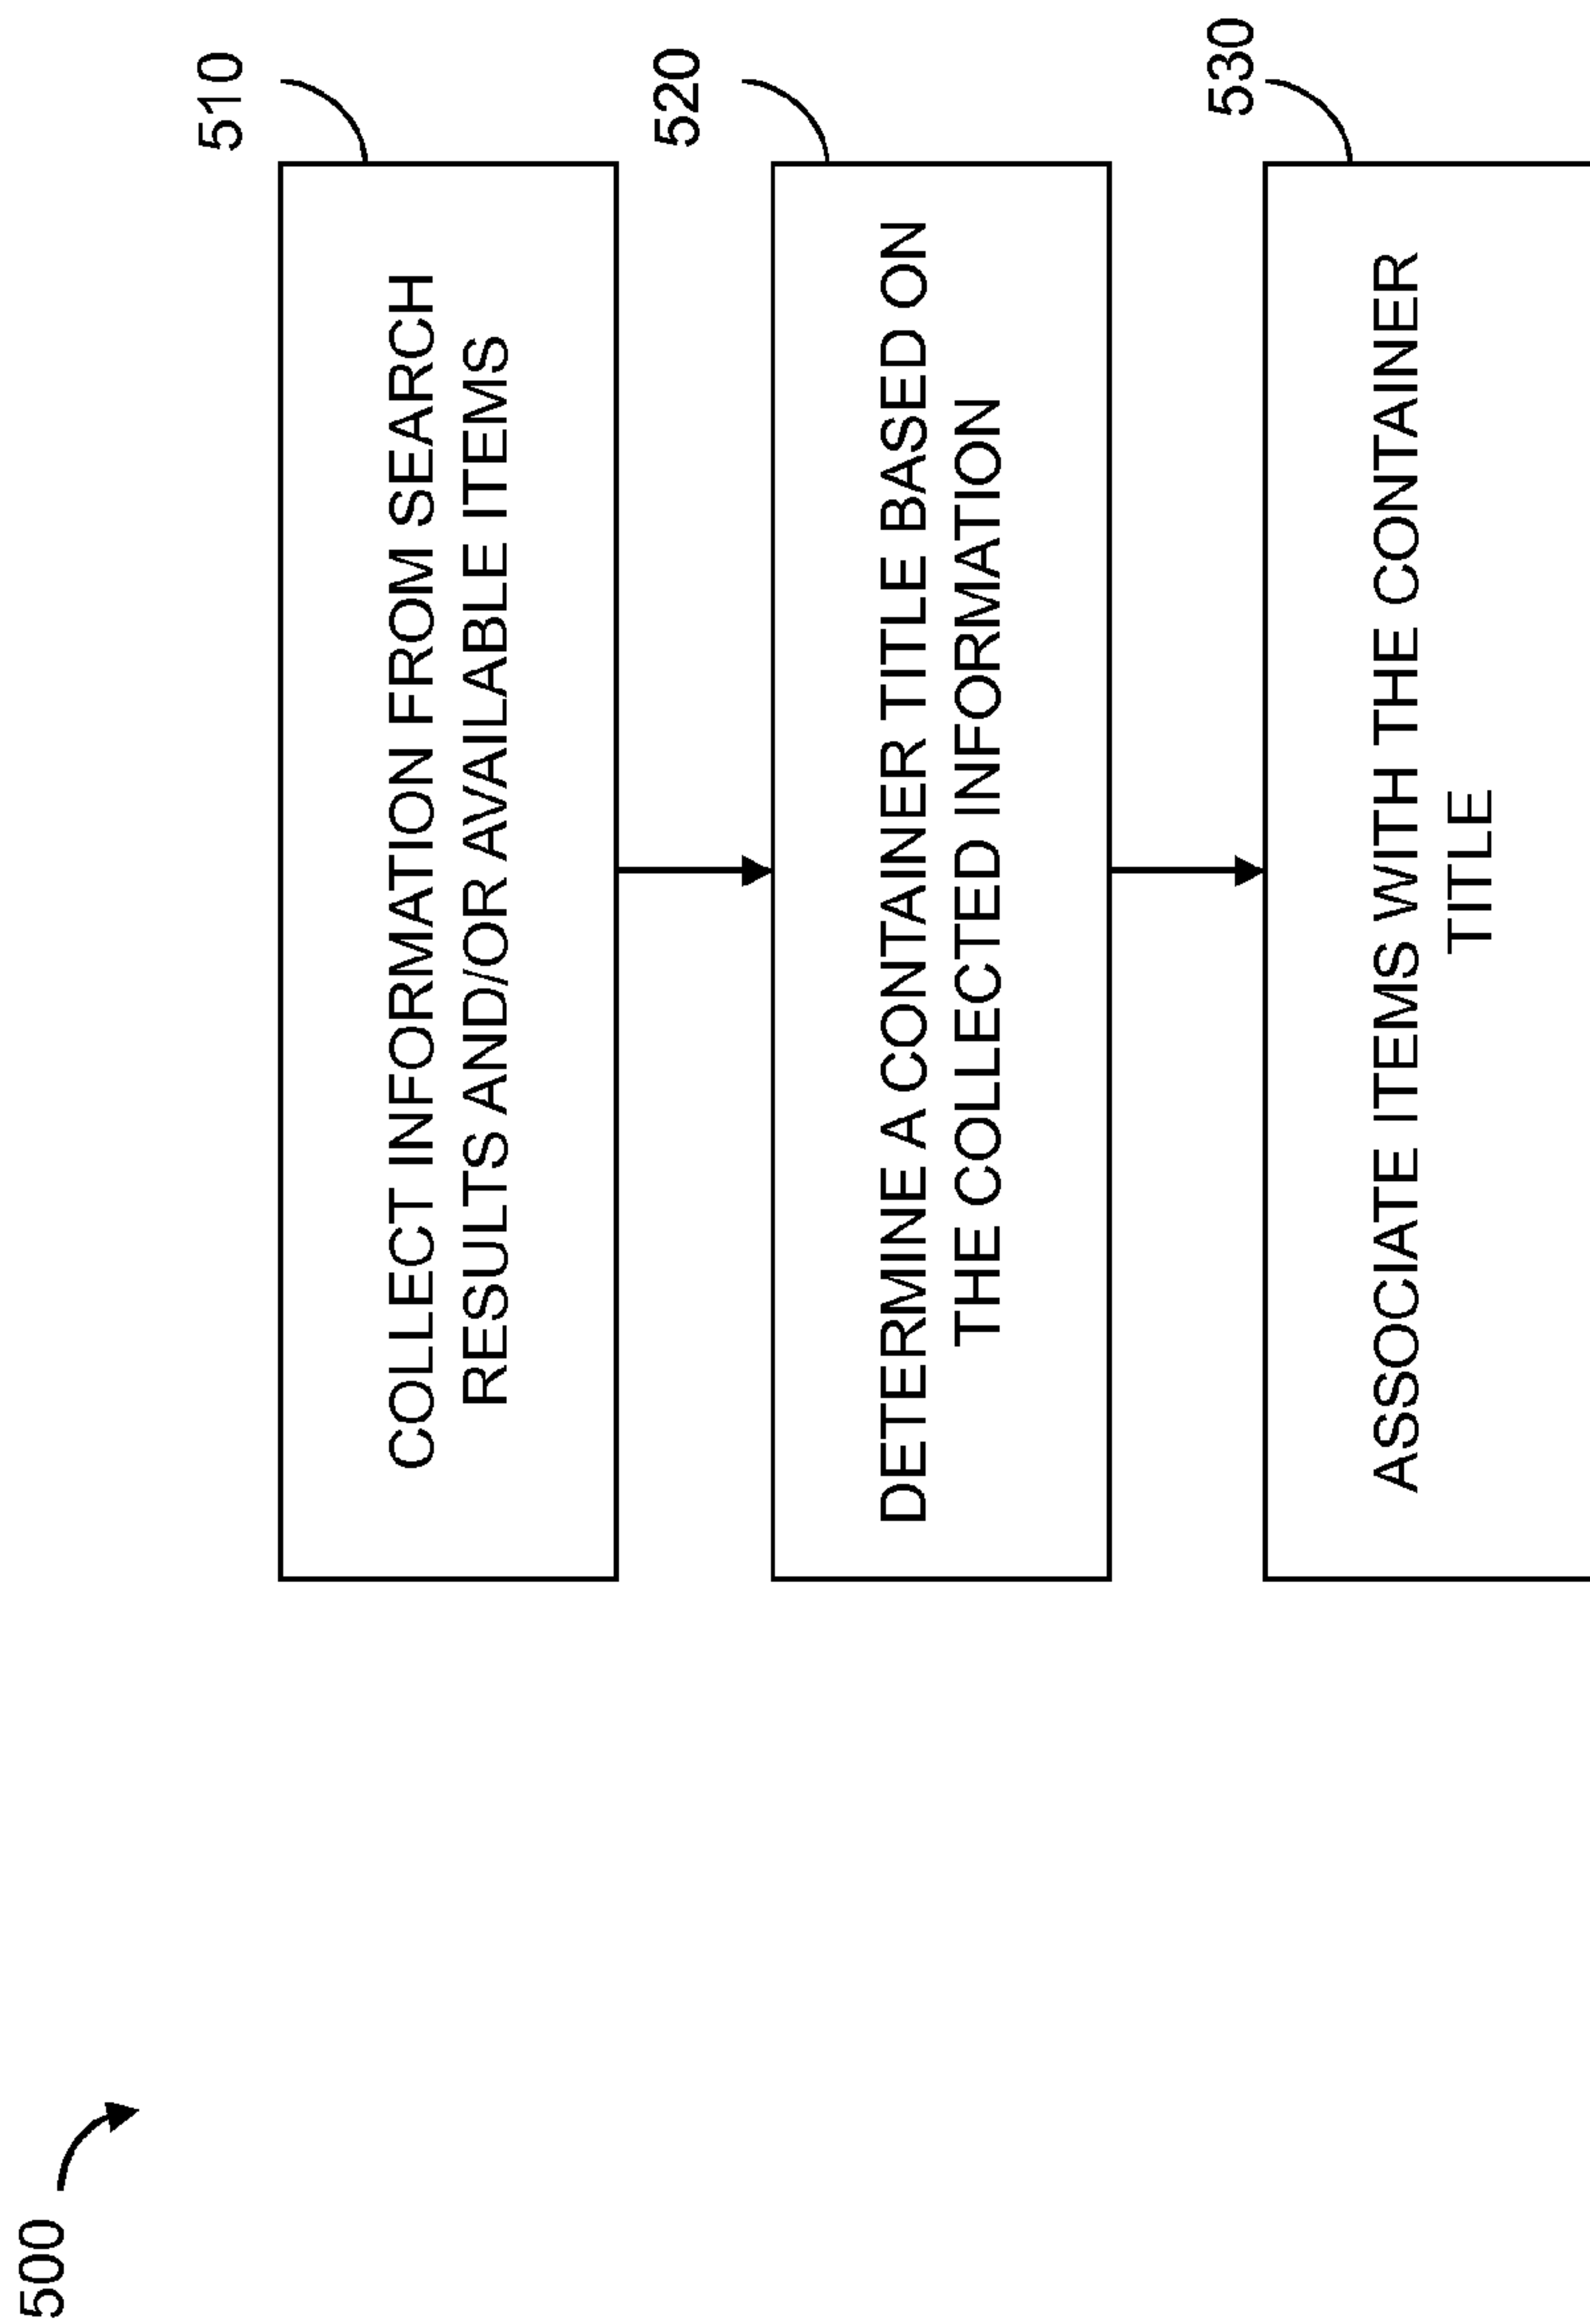 500
510
COLLECT INFORMATION FROM SEARCH
RESULTS AND/OR AVAILABLE ITEMS
520
DETERMINE A CONTAINER TITLE BASED ON
THE COLLECTED INFORMATION
530
ASSOCIATE ITEMS WITH THE CONTAINER
TITLE